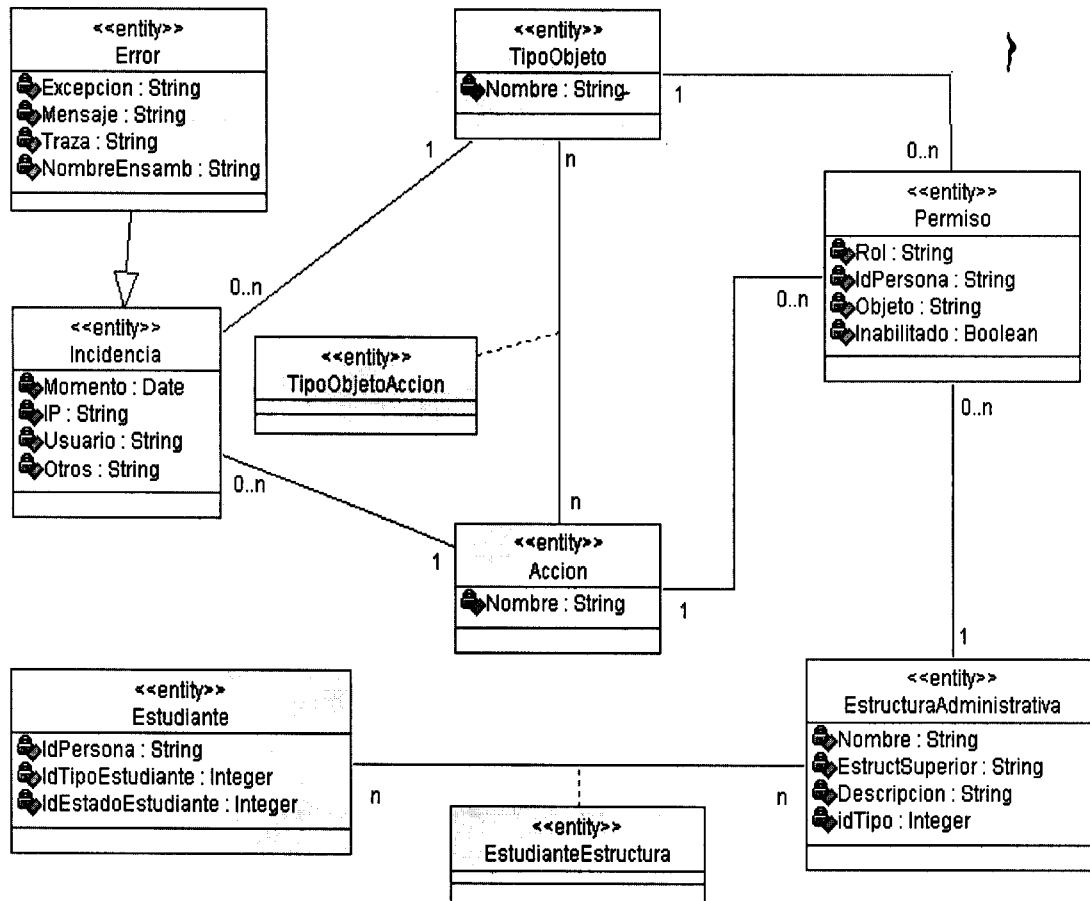 <<entity>>
Error
Excepcion : String
Mensaje : String
Traza : String
NombreEnsamb : String
<<entity>>
TipoObjeto
Nombre : String
1
0..n
1
n
<<entity>>
Permiso
Rol : String
IdPersona : String
Objeto : String
Inabilitado : Boolean
0..n
0..n
0..n
<<entity>>
Incidencia
Momento : Date
IP : String
Usuario : String
Otros : String
<<entity>>
TipoObjetoAccion
0..n
1
n
<<entity>>
Accion
Nombre : String
1
1
<<entity>>
Estudiante
IdPersona : String
IdTipoEstudiante : Integer
IdEstadoEstudiante : Integer
n
n
<<entity>>
EstudianteEstructura
<<entity>>
EstructuraAdministrativa
Nombre : String
EstructSuperior : String
Descripcion : String
idTipo : Integer